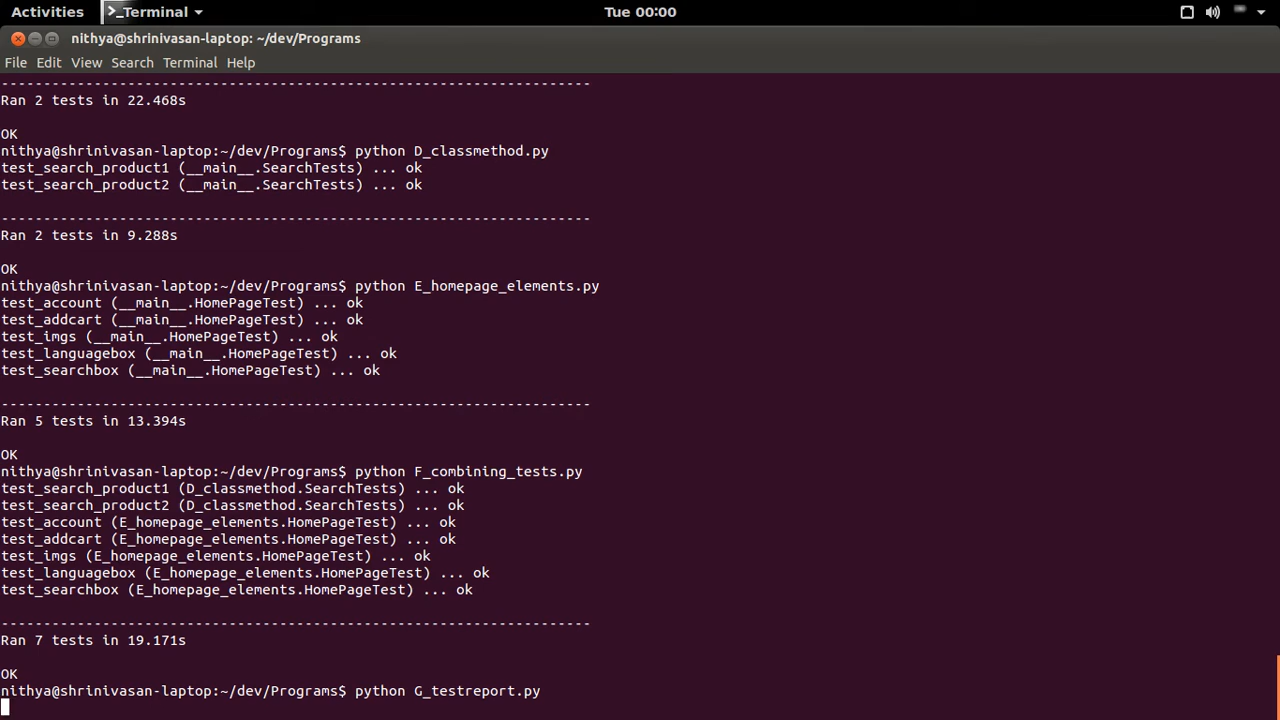 Activities Terminal Tue 00:00
nithya@shrinivasan-laptop: ~/dev/Programs
File Edit View Search Terminal Help
----------------------------------------------------------------------
Ran 2 tests in 22.468s
OK
nithya@shrinivasan-laptop:~/dev/Programs$ python D_classmethod.py
test_search_product1 (__main__.SearchTests) ... ok
test_search_product2 (__main__.SearchTests) ... ok
----------------------------------------------------------------------
Ran 2 tests in 9.288s
OK
nithya@shrinivasan-laptop:~/dev/Programs$ python E_homepage_elements.py
test_account (__main__.HomePageTest) ... ok
test_addcart (__main__.HomePageTest) ... ok
test_imgs (__main__.HomePageTest) ... ok
test_languagebox (__main__.HomePageTest) ... ok
test_searchbox (__main__.HomePageTest) ... ok
----------------------------------------------------------------------
Ran 5 tests in 13.394s
OK
nithya@shrinivasan-laptop:~/dev/Programs$ python F_combining_tests.py
test_search_product1 (D_classmethod.SearchTests) ... ok
test_search_product2 (D_classmethod.SearchTests) ... ok
test_account (E_homepage_elements.HomePageTest) ... ok
test_addcart (E_homepage_elements.HomePageTest) ... ok
test_imgs (E_homepage_elements.HomePageTest) ... ok
test_languagebox (E_homepage_elements.HomePageTest) ... ok
test_searchbox (E_homepage_elements.HomePageTest) ... ok
----------------------------------------------------------------------
Ran 7 tests in 19.171s
OK
nithya@shrinivasan-laptop:~/dev/Programs$ python G_testreport.py